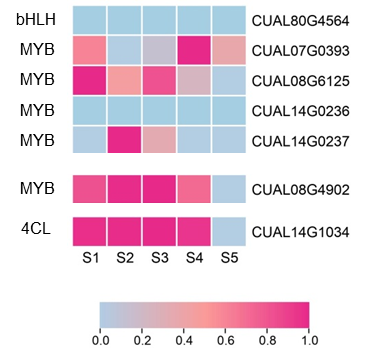 bHLH CUAL80G4564
MYB CUAL07G0393
MYB CUAL08G6125
MYB CUAL14G0236
MYB CUAL14G0237
MYB CUAL08G4902
4CL CUAL14G1034
S1 S2 S3 S4 S5
0.0 0.2 0.4 0.6 0.8 1.0